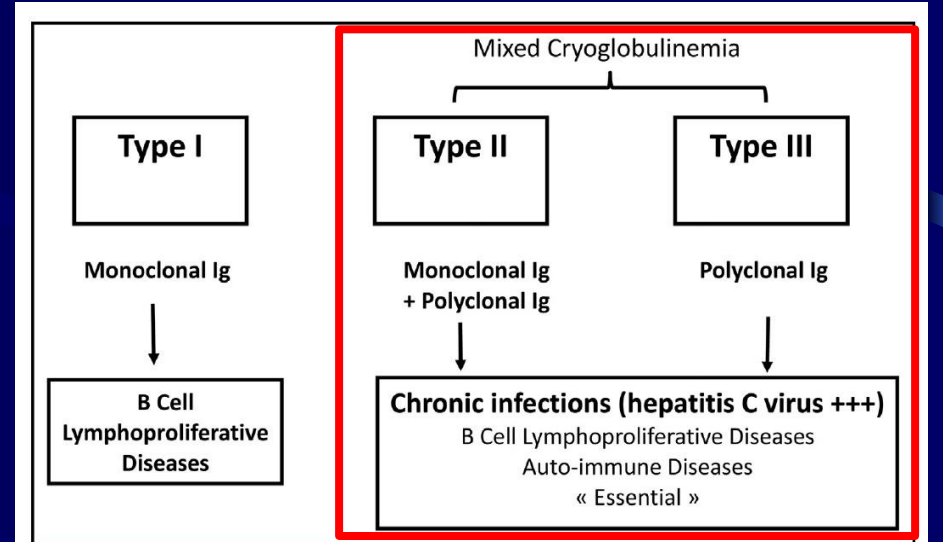 Mixed Cryoglobulinemia
Type I
Type II
Type III
Monoclonal Ig
Monoclonal Ig
+ Polyclonal Ig
Polyclonal Ig
B Cell
Lymphoproliferative
Diseases
Chronic infections (hepatitis C virus +++)
B Cell Lymphoproliferative Diseases
Auto-immune Diseases
« Essential »